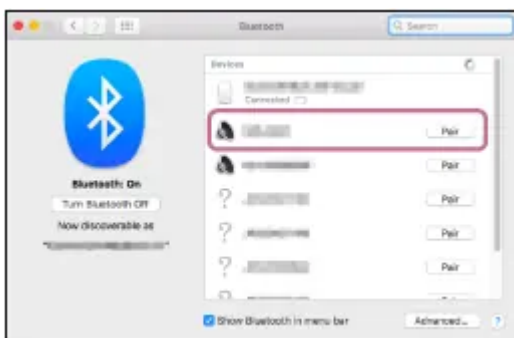 Bluetooth
Search
Devices
Connected
Pair
Pair
Pair
Pair
Pair
Bluetooth: On
Turn Bluetooth Off
Now discoverable as
Show Bluetooth in menu bar
Advanced...
?